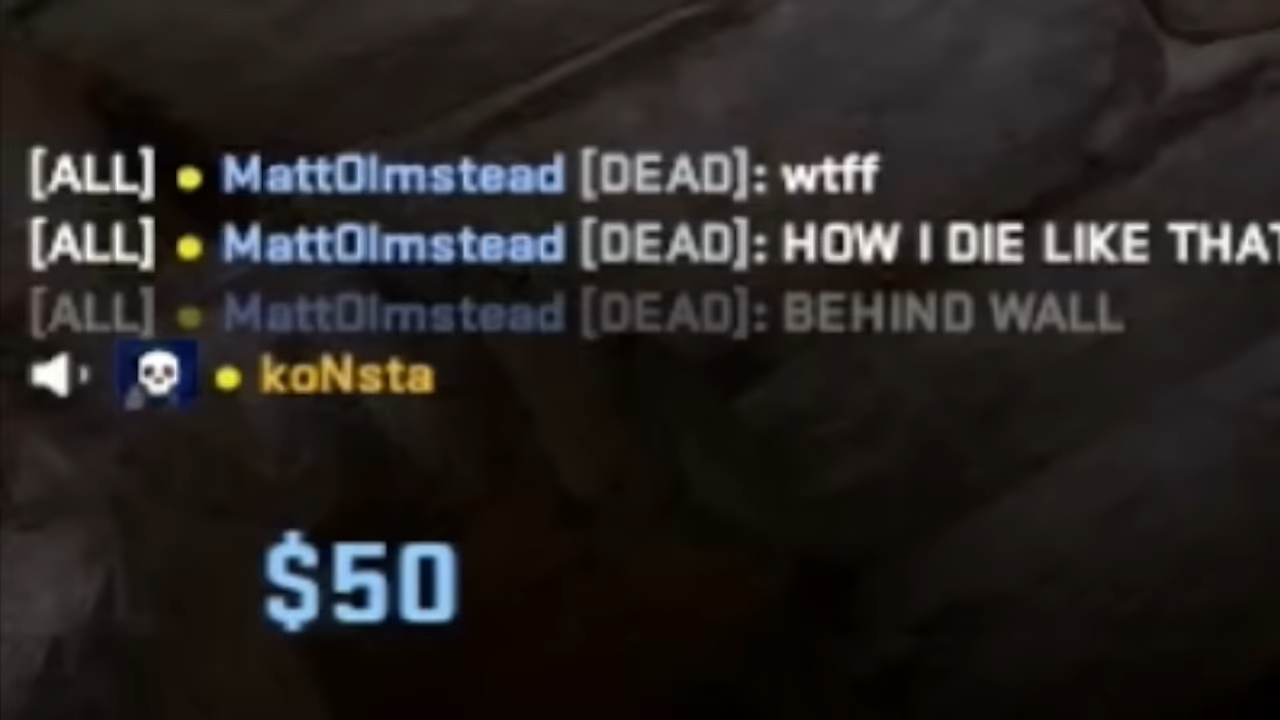 [ALL] • MattOlmstead [DEAD]: wtff
[ALL] • MattOlmstead [DEAD]: HOW I DIE LIKE THAT
[ALL] • MattOlmstead [DEAD]: BEHIND WALL
• koNsta
$50